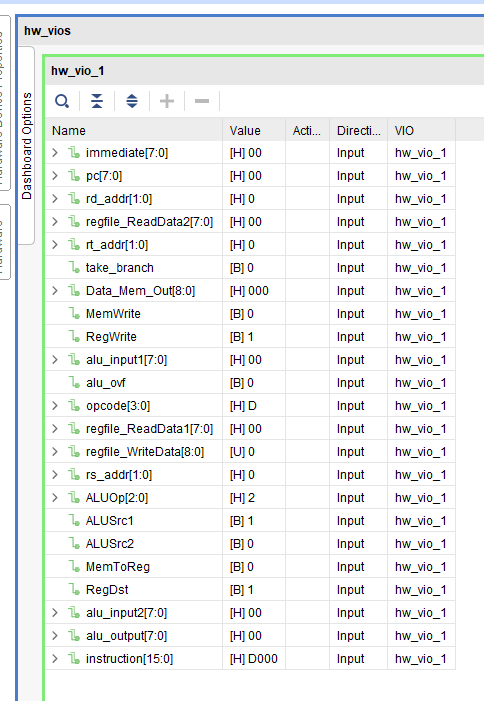 hw_vios
hw_vio_1
Dashboard Options
Name Value Acti... Directi... VIO
immediate[7:0] [H] 00 Input hw_vio_1
pc[7:0] [H] 00 Input hw_vio_1
rd_addr[1:0] [H] 0 Input hw_vio_1
regfile_ReadData2[7:0] [H] 00 Input hw_vio_1
rt_addr[1:0] [H] 0 Input hw_vio_1
take_branch [B] 0 Input hw_vio_1
Data_Mem_Out[8:0] [H] 000 Input hw_vio_1
MemWrite [B] 0 Input hw_vio_1
RegWrite [B] 1 Input hw_vio_1
alu_input1[7:0] [H] 00 Input hw_vio_1
alu_ovf [B] 0 Input hw_vio_1
opcode[3:0] [H] D Input hw_vio_1
regfile_ReadData1[7:0] [H] 00 Input hw_vio_1
regfile_WriteData[8:0] [U] 0 Input hw_vio_1
rs_addr[1:0] [H] 0 Input hw_vio_1
ALUOp[2:0] [H] 2 Input hw_vio_1
ALUSrc1 [B] 1 Input hw_vio_1
ALUSrc2 [B] 0 Input hw_vio_1
MemToReg [B] 0 Input hw_vio_1
RegDst [B] 1 Input hw_vio_1
alu_input2[7:0] [H] 00 Input hw_vio_1
alu_output[7:0] [H] 00 Input hw_vio_1
instruction[15:0] [H] D000 Input hw_vio_1